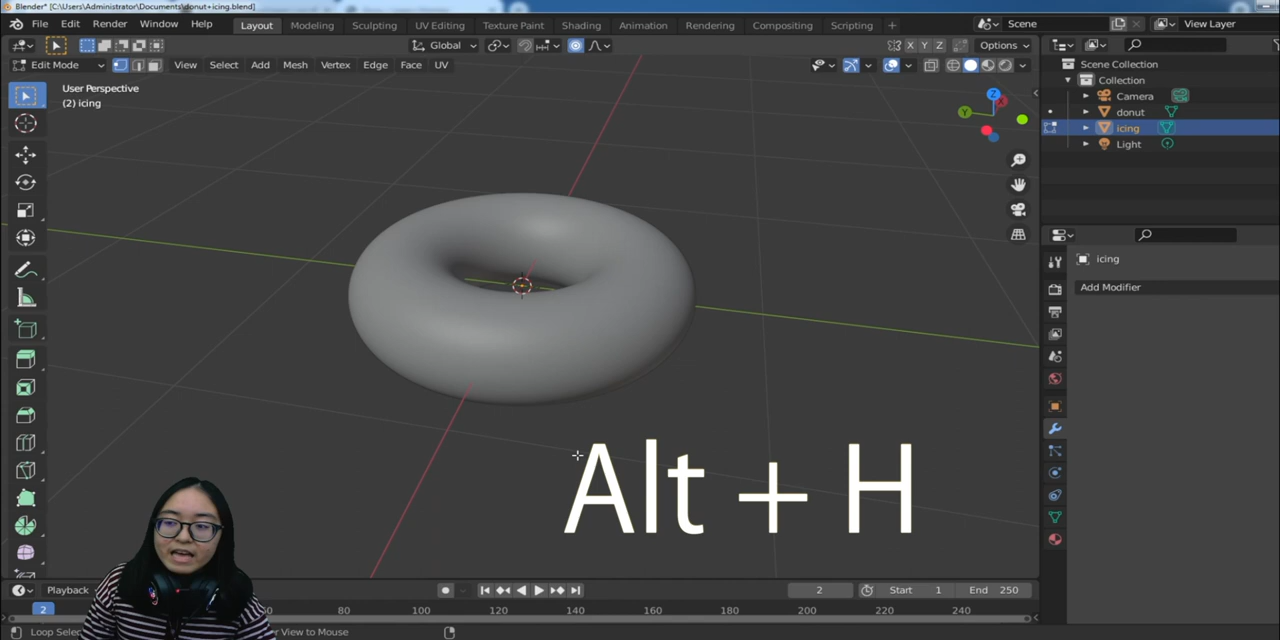 Blender* [C:\Users\Administrator\Documents\donut+icing.blend]
File Edit Render Window Help Layout Modeling Sculpting UV Editing Texture Paint Shading Animation Rendering Compositing Scripting + Scene View Layer
Global X Y Z Options
Edit Mode View Select Add Mesh Vertex Edge Face UV
User Perspective
(2) icing
Z
X
Y
Scene Collection
Collection
Camera
donut
icing
Light
icing
Add Modifier
Alt + H
Playback 2 Start 1 End 250
2 80 100 120 140 160 180 200 220 240
Loop Selec View to Mouse